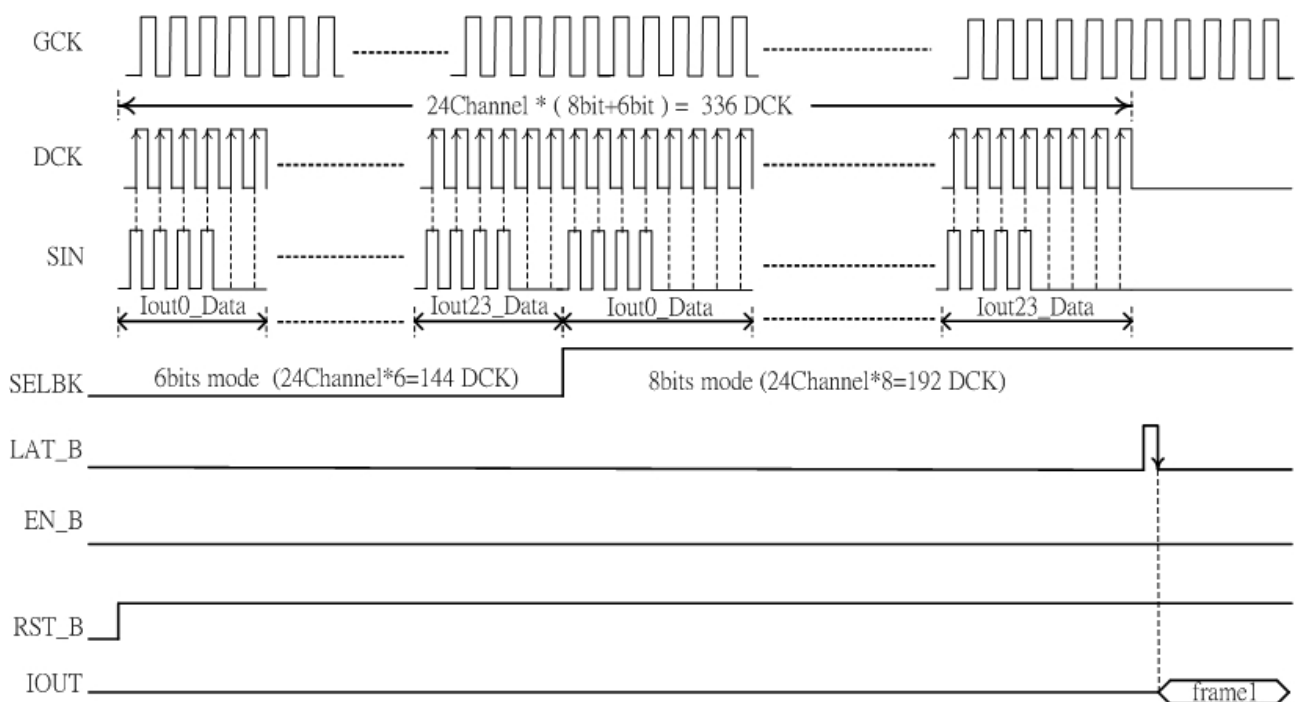 GCK
24Channel * ( 8bit+6bit ) = 336 DCK
DCK
SIN
Iout0_Data
Iout23_Data
Iout0_Data
Iout23_Data
SELBK
6bits mode (24Channel*6=144 DCK)
8bits mode (24Channel*8=192 DCK)
LAT_B
EN_B
RST_B
IOUT
frame1